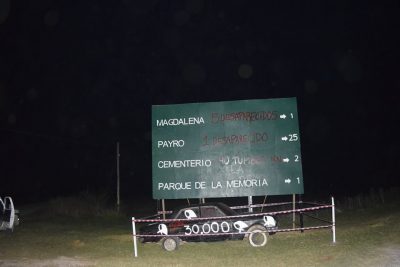 MAGDALENA 5 DESAPARECIDOS → 1
PAYRO 1 DESAPARECIDO → 25
CEMENTERIO 40 TUMBAS → 2
PARQUE DE LA MEMORIA → 1
30.000